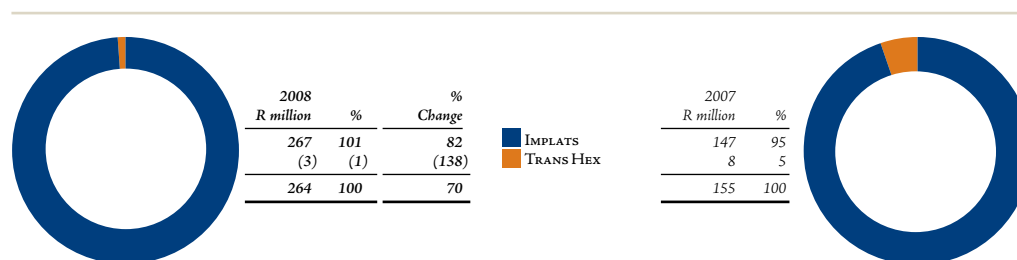 2008 %
R million % Change
267 101 82
(3) (1) (138)
264 100 70
Implats
Trans Hex
2007
R million %
147 95
8 5
155 100